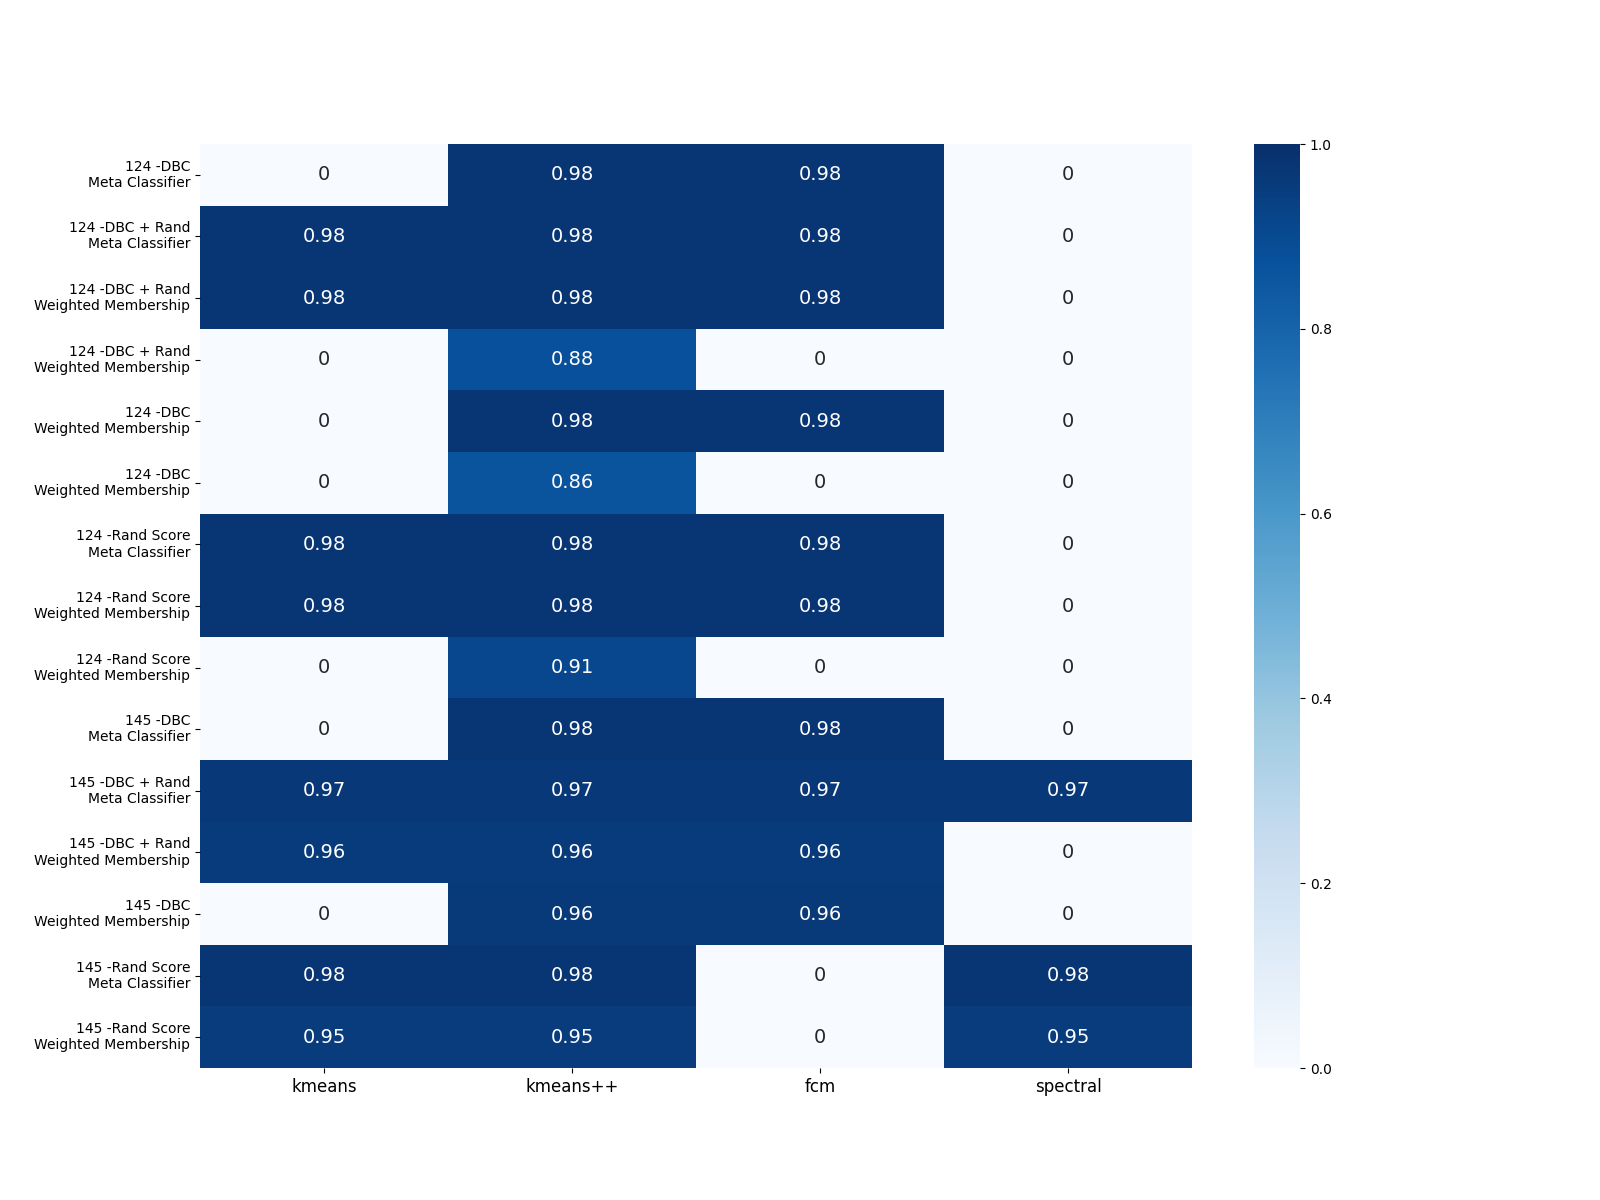 124 -DBC
Meta Classifier
0 0.98 0.98 0
124 -DBC + Rand
Meta Classifier
0.98 0.98 0.98 0
124 -DBC + Rand
Weighted Membership
0.98 0.98 0.98 0
124 -DBC + Rand
Weighted Membership
0 0.88 0 0
124 -DBC
Weighted Membership
0 0.98 0.98 0
124 -DBC
Weighted Membership
0 0.86 0 0
124 -Rand Score
Meta Classifier
0.98 0.98 0.98 0
124 -Rand Score
Weighted Membership
0.98 0.98 0.98 0
124 -Rand Score
Weighted Membership
0 0.91 0 0
145 -DBC
Meta Classifier
0 0.98 0.98 0
145 -DBC + Rand
Meta Classifier
0.97 0.97 0.97 0.97
145 -DBC + Rand
Weighted Membership
0.96 0.96 0.96 0
145 -DBC
Weighted Membership
0 0.96 0.96 0
145 -Rand Score
Meta Classifier
0.98 0.98 0 0.98
145 -Rand Score
Weighted Membership
0.95 0.95 0 0.95
kmeans kmeans++ fcm spectral
1.0
0.8
0.6
0.4
0.2
0.0